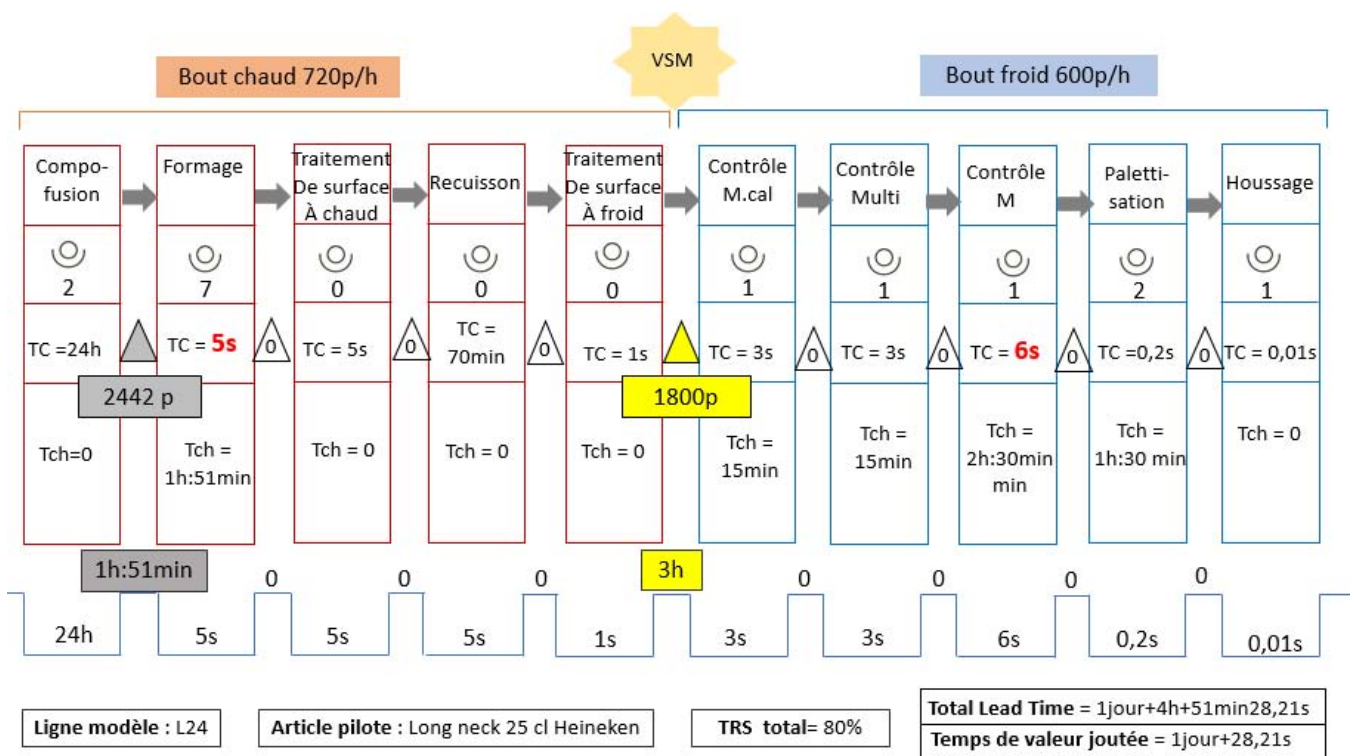 VSM
Bout chaud 720p/h
Bout froid 600p/h
Compo-
fusion
Formage
Traitement
De surface
À chaud
Recuisson
Traitement
De surface
À froid
Contrôle
M.cal
Contrôle
Multi
Contrôle
M
Paletti-
sation
Houssage
2
7
0
0
0
1
1
1
2
1
TC =24h
TC = 5s
0
TC = 5s
0
TC =
70min
0
TC = 1s
TC = 3s
0
TC = 3s
0
TC = 6s
0
TC =0,2s
0
TC = 0,01s
2442 p
1800p
Tch=0
Tch =
1h:51min
Tch = 0
Tch = 0
Tch = 0
Tch =
15min
Tch =
15min
Tch =
2h:30min
min
Tch =
1h:30 min
Tch = 0
1h:51min
0
0
0
3h
0
0
0
0
24h
5s
5s
5s
1s
3s
3s
6s
0,2s
0,01s
Ligne modèle : L24
Article pilote : Long neck 25 cl Heineken
TRS total= 80%
Total Lead Time = 1jour+4h+51min28,21s
Temps de valeur joutée = 1jour+28,21s